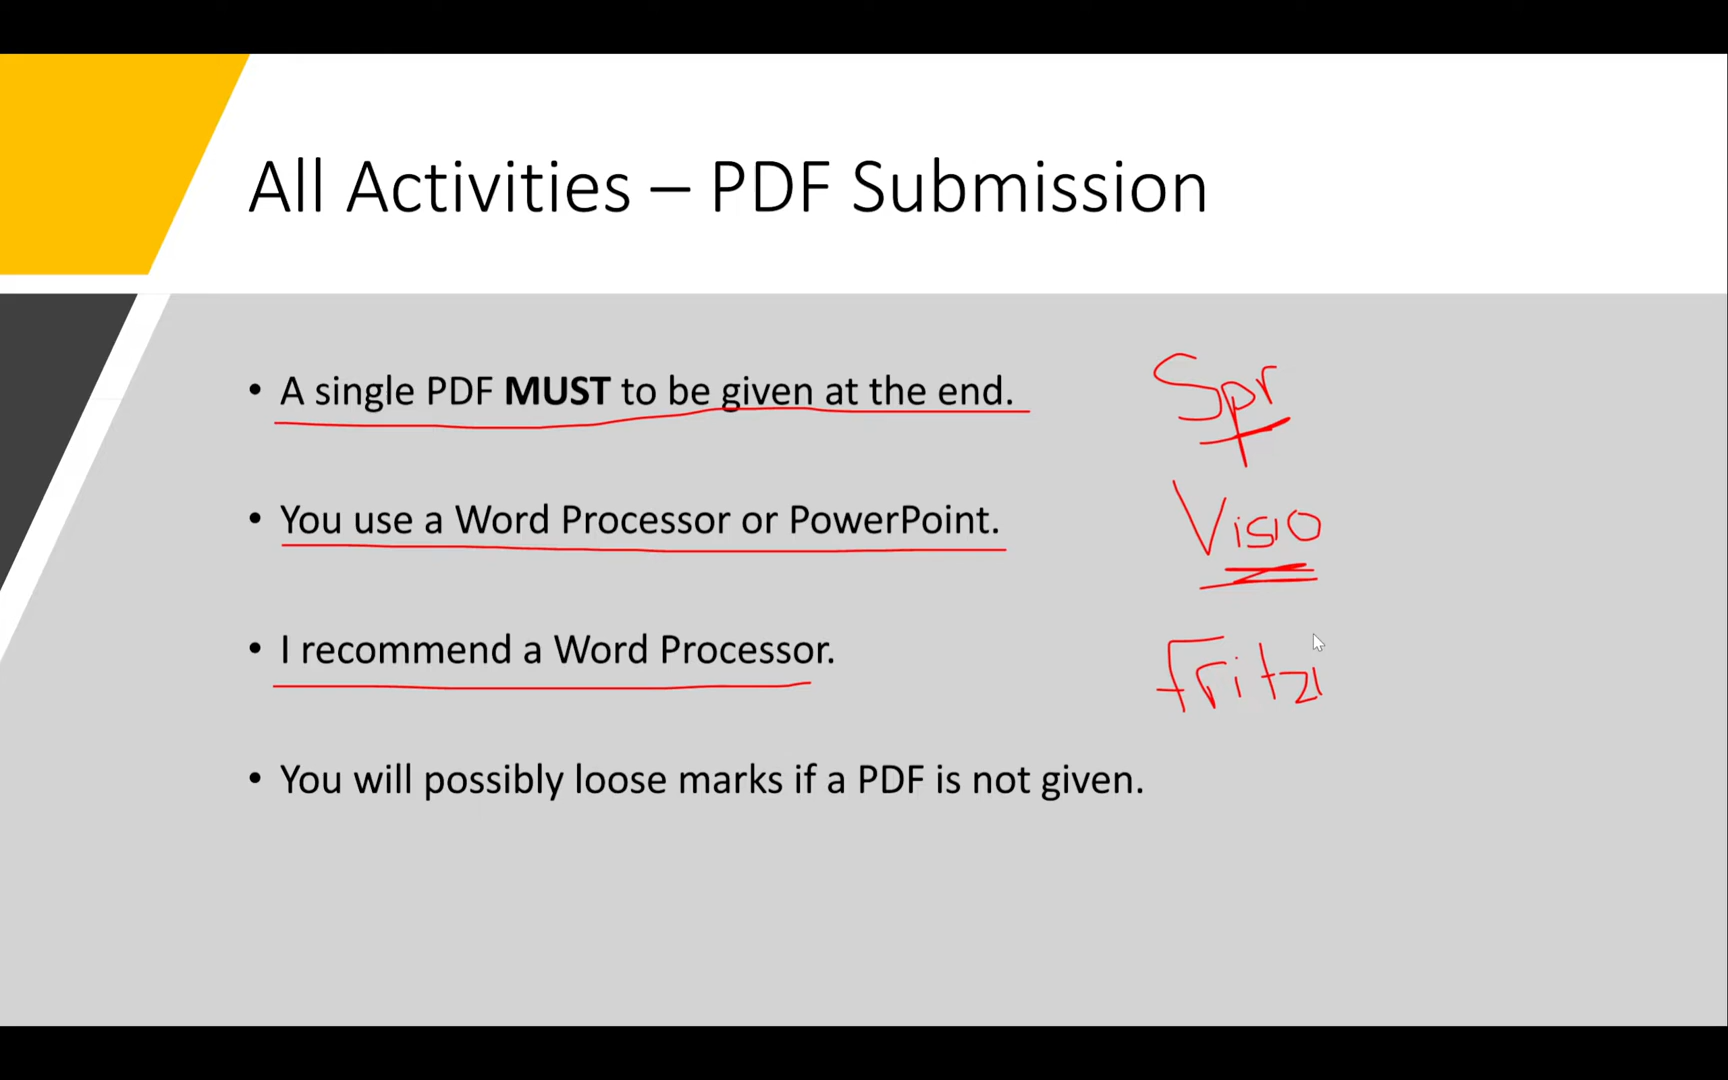 All Activities – PDF Submission
• A single PDF MUST to be given at the end.
Spr
• You use a Word Processor or PowerPoint.
Visio
• I recommend a Word Processor.
Fritzi
• You will possibly loose marks if a PDF is not given.